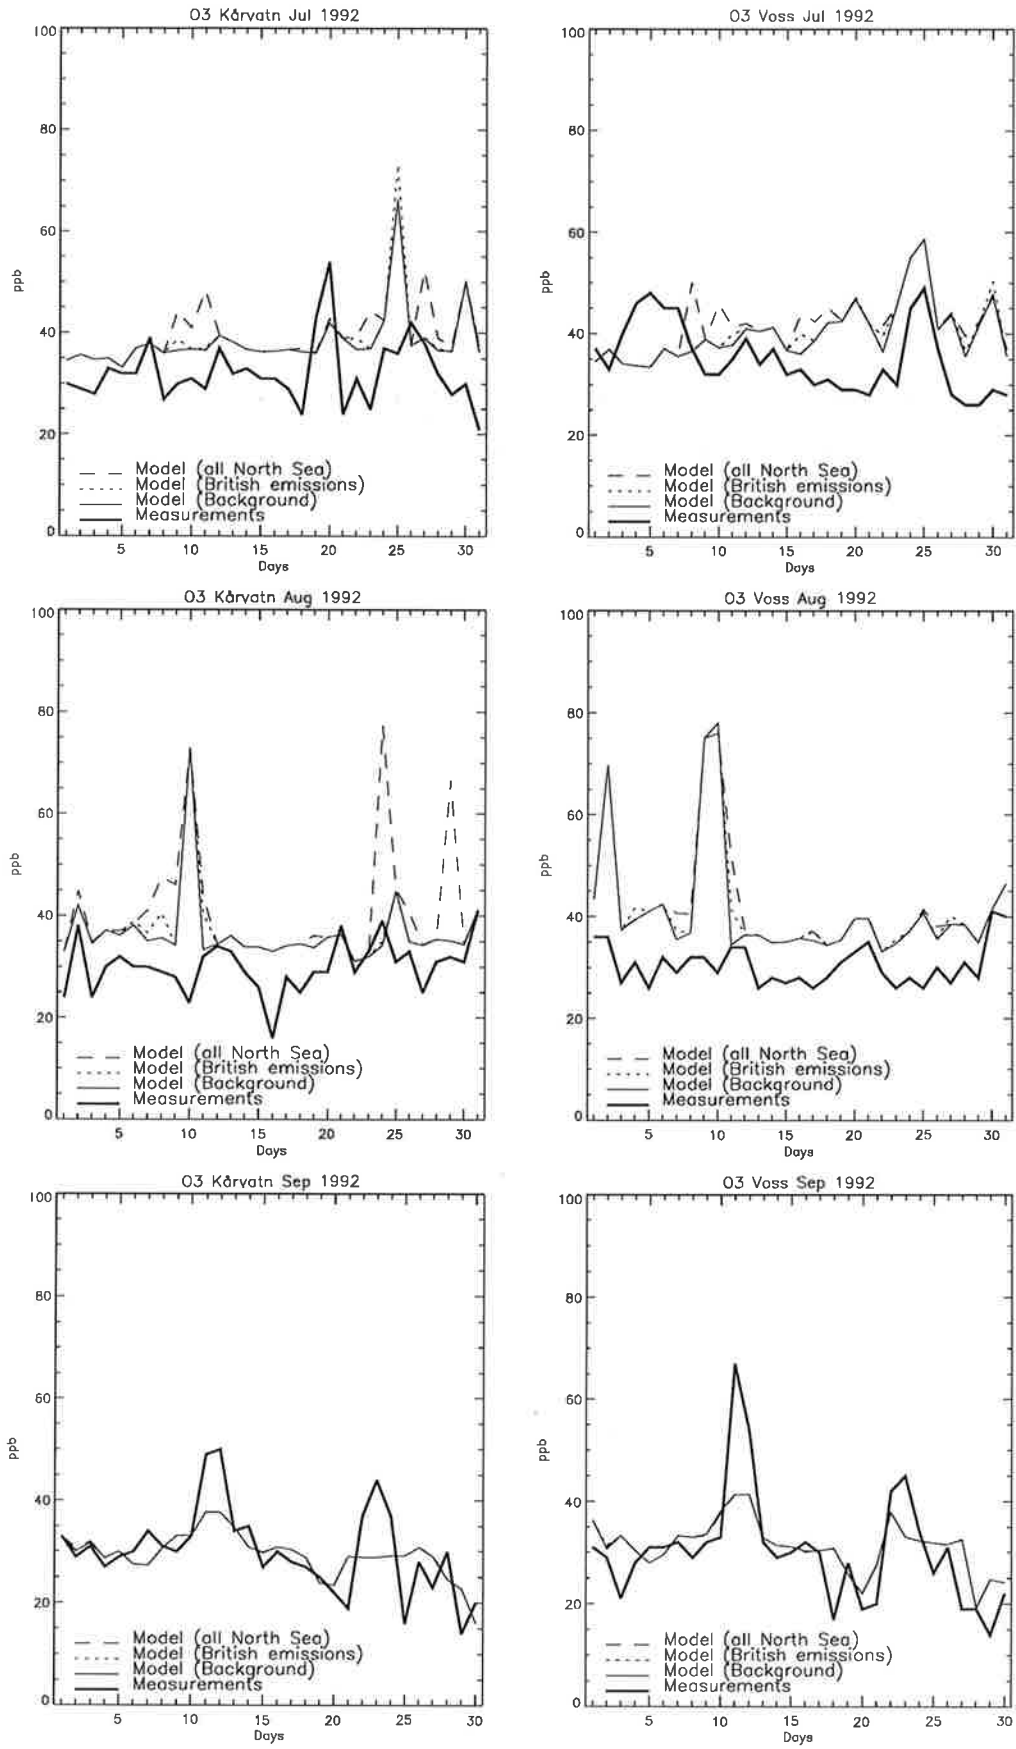 O3 Kårvatn Jul 1992
100
80
60
40
20
0
ppb
Model (all North Sea)
Model (British emissions)
Model (Background)
Measurements
5 10 15 20 25 30
Days
O3 Voss Jul 1992
100
80
60
40
20
0
ppb
Model (all North Sea)
Model (British emissions)
Model (Background)
Measurements
5 10 15 20 25 30
Days
O3 Kårvatn Aug 1992
100
80
60
40
20
0
ppb
Model (all North Sea)
Model (British emissions)
Model (Background)
Measurements
5 10 15 20 25 30
Days
O3 Voss Aug 1992
100
80
60
40
20
0
ppb
Model (all North Sea)
Model (British emissions)
Model (Background)
Measurements
5 10 15 20 25 30
Days
O3 Kårvatn Sep 1992
100
80
60
40
20
0
ppb
Model (all North Sea)
Model (British emissions)
Model (Background)
Measurements
5 10 15 20 25 30
Days
O3 Voss Sep 1992
100
80
60
40
20
0
ppb
Model (all North Sea)
Model (British emissions)
Model (Background)
Measurements
5 10 15 20 25 30
Days